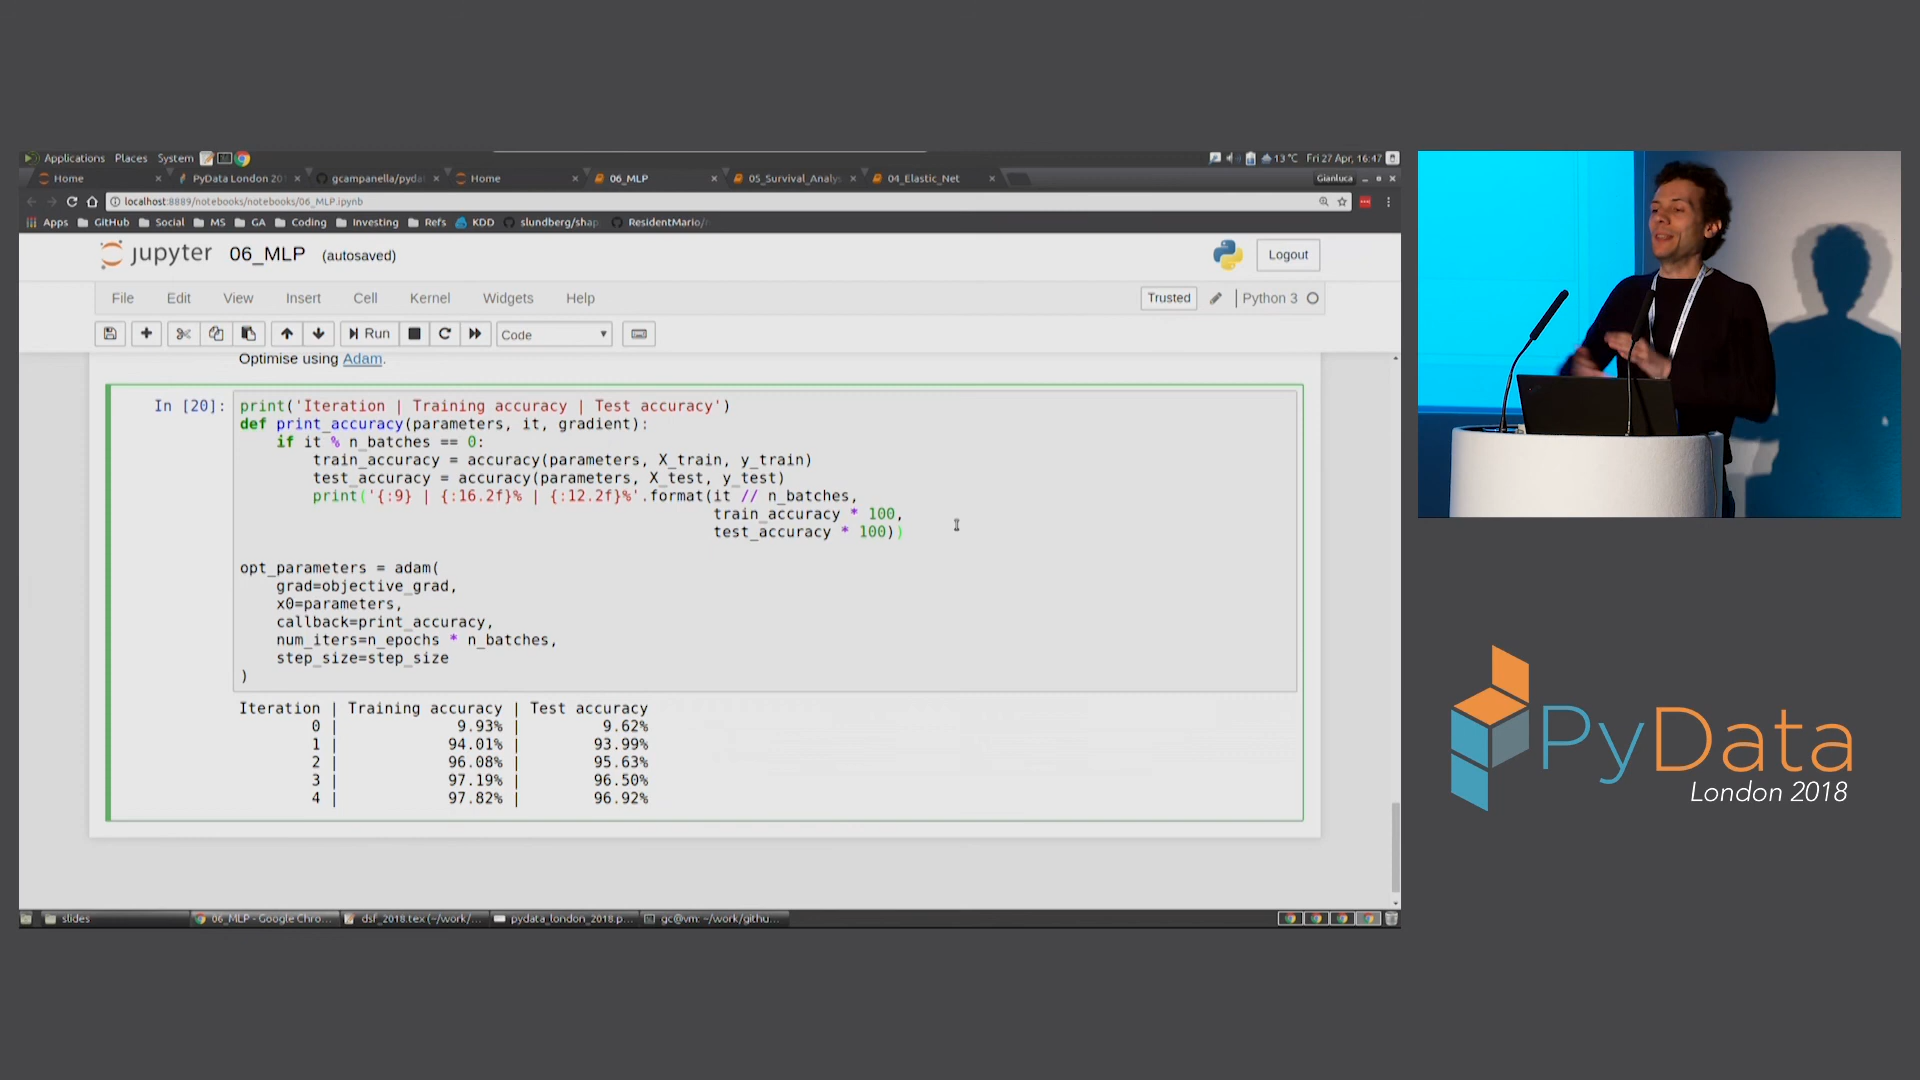 Applications Places System
13°C Fri 27 Apr, 16:47
Home
PyData London 20
gcampanella/pyda
Home
06_MLP
05_Survival_Analys
04_Elastic_Net
Gianluca
localhost:8889/notebooks/notebooks/06_MLP.ipynb
Apps GitHub Social MS GA Coding Investing Refs KDD slundberg/shap ResidentMario/
jupyter 06_MLP (autosaved)
Logout
File Edit View Insert Cell Kernel Widgets Help
Trusted Python 3
Run Code
Optimise using Adam.
In [20]: print('Iteration | Training accuracy | Test accuracy')
def print_accuracy(parameters, it, gradient):
if it % n_batches == 0:
train_accuracy = accuracy(parameters, X_train, y_train)
test_accuracy = accuracy(parameters, X_test, y_test)
print('{:9} | {:16.2f}% | {:12.2f}%'.format(it // n_batches,
train_accuracy * 100,
test_accuracy * 100))
opt_parameters = adam(
grad=objective_grad,
x0=parameters,
callback=print_accuracy,
num_iters=n_epochs * n_batches,
step_size=step_size
)
Iteration | Training accuracy | Test accuracy
0 | 9.93% | 9.62%
1 | 94.01% | 93.99%
2 | 96.08% | 95.63%
3 | 97.19% | 96.50%
4 | 97.82% | 96.92%
slides
06_MLP - Google Chro...
dsf_2018.tex (~/work/...
pydata_london_2018.p...
gc@vm: ~/work/githu...
PyData
London 2018